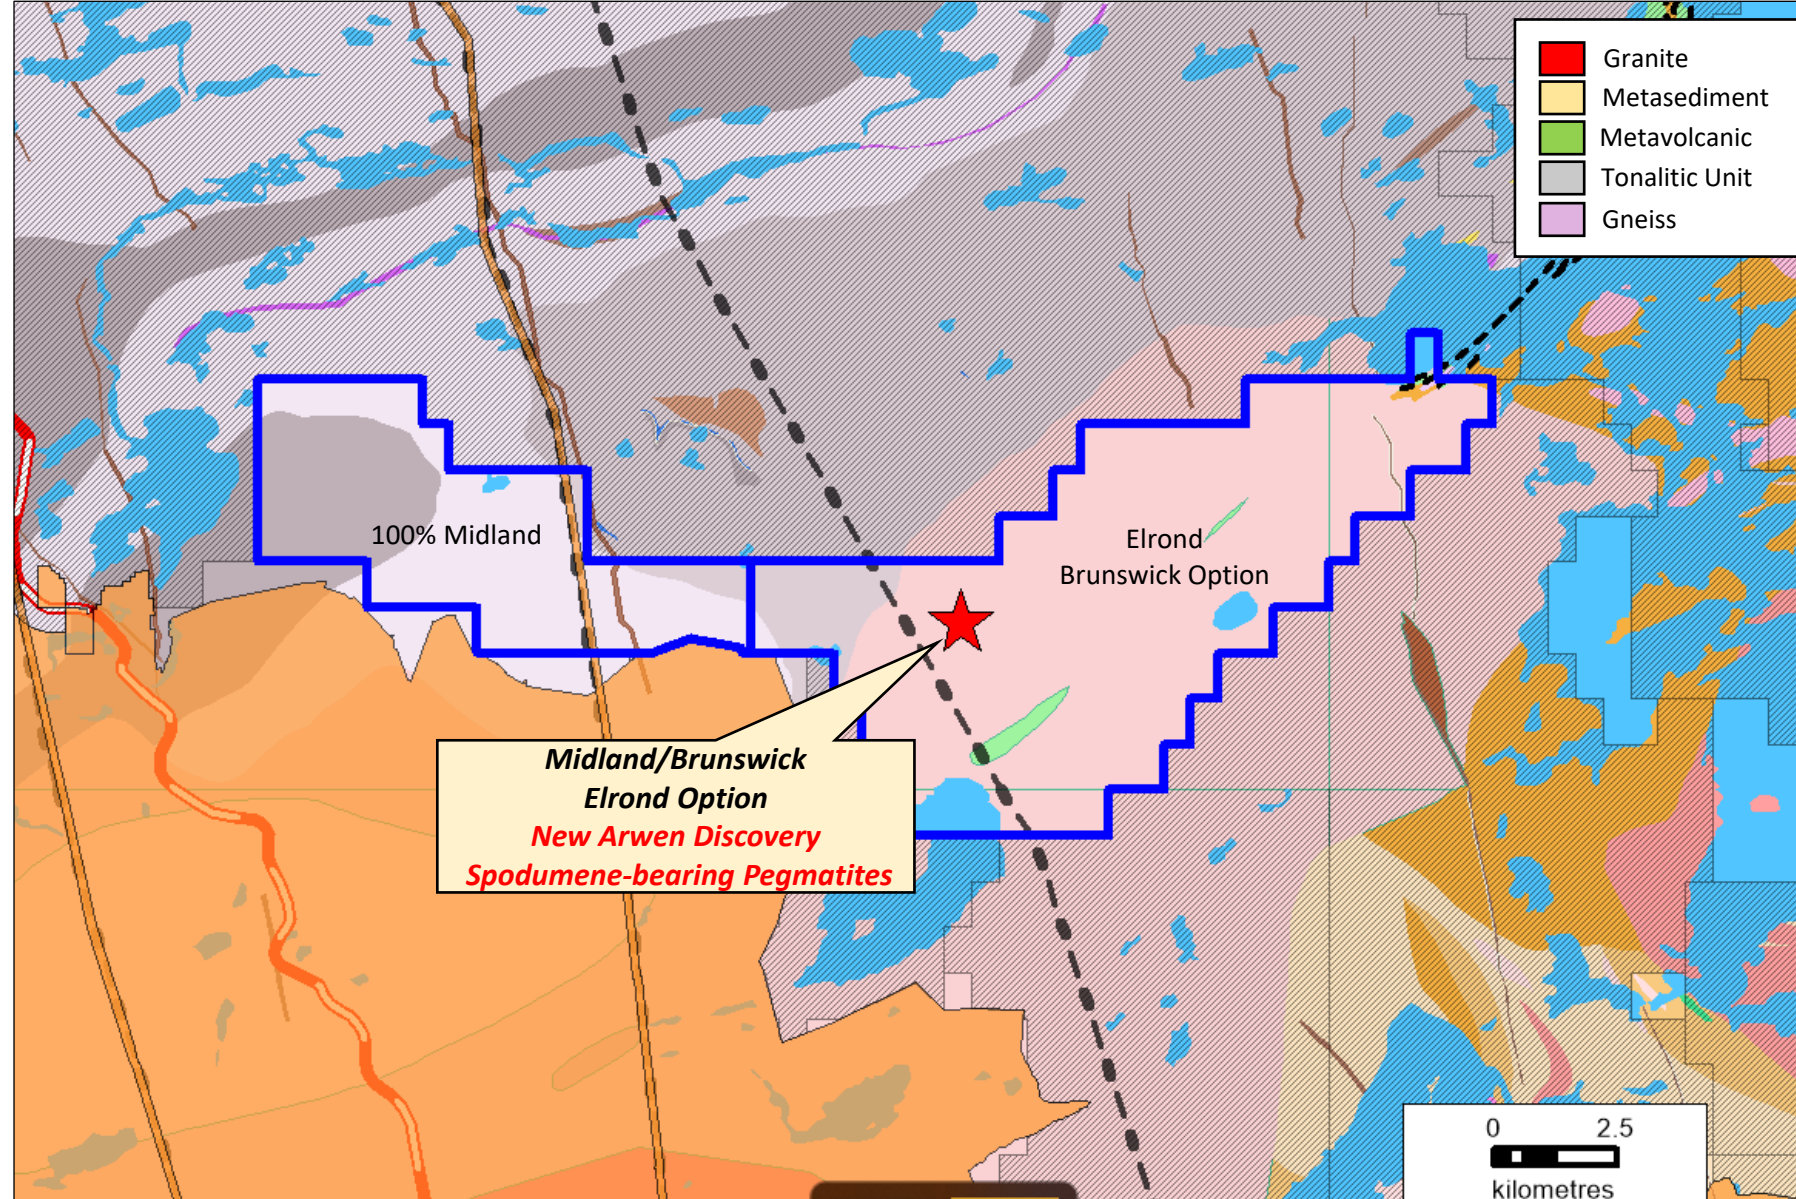 Granite
Metasediment
Metavolcanic
Tonalitic Unit
Gneiss
100% Midland
Elrond
Brunswick Option
Midland/Brunswick
Elrond Option
New Arwen Discovery
Spodumene-bearing Pegmatites
0 2.5
kilometres